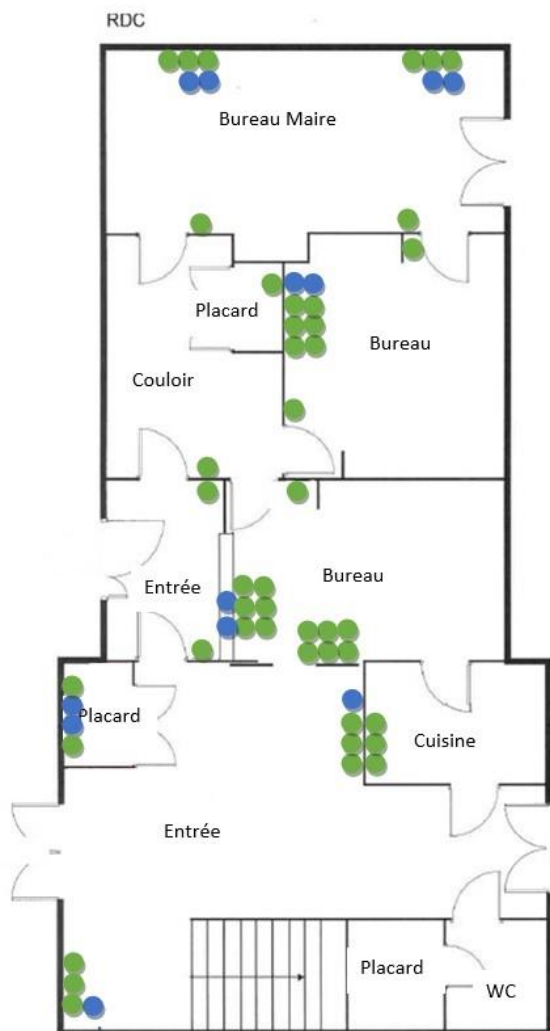 RDC
Bureau Maire
Placard
Bureau
Couloir
Bureau
Entrée
Placard
Cuisine
Entrée
Placard
WC